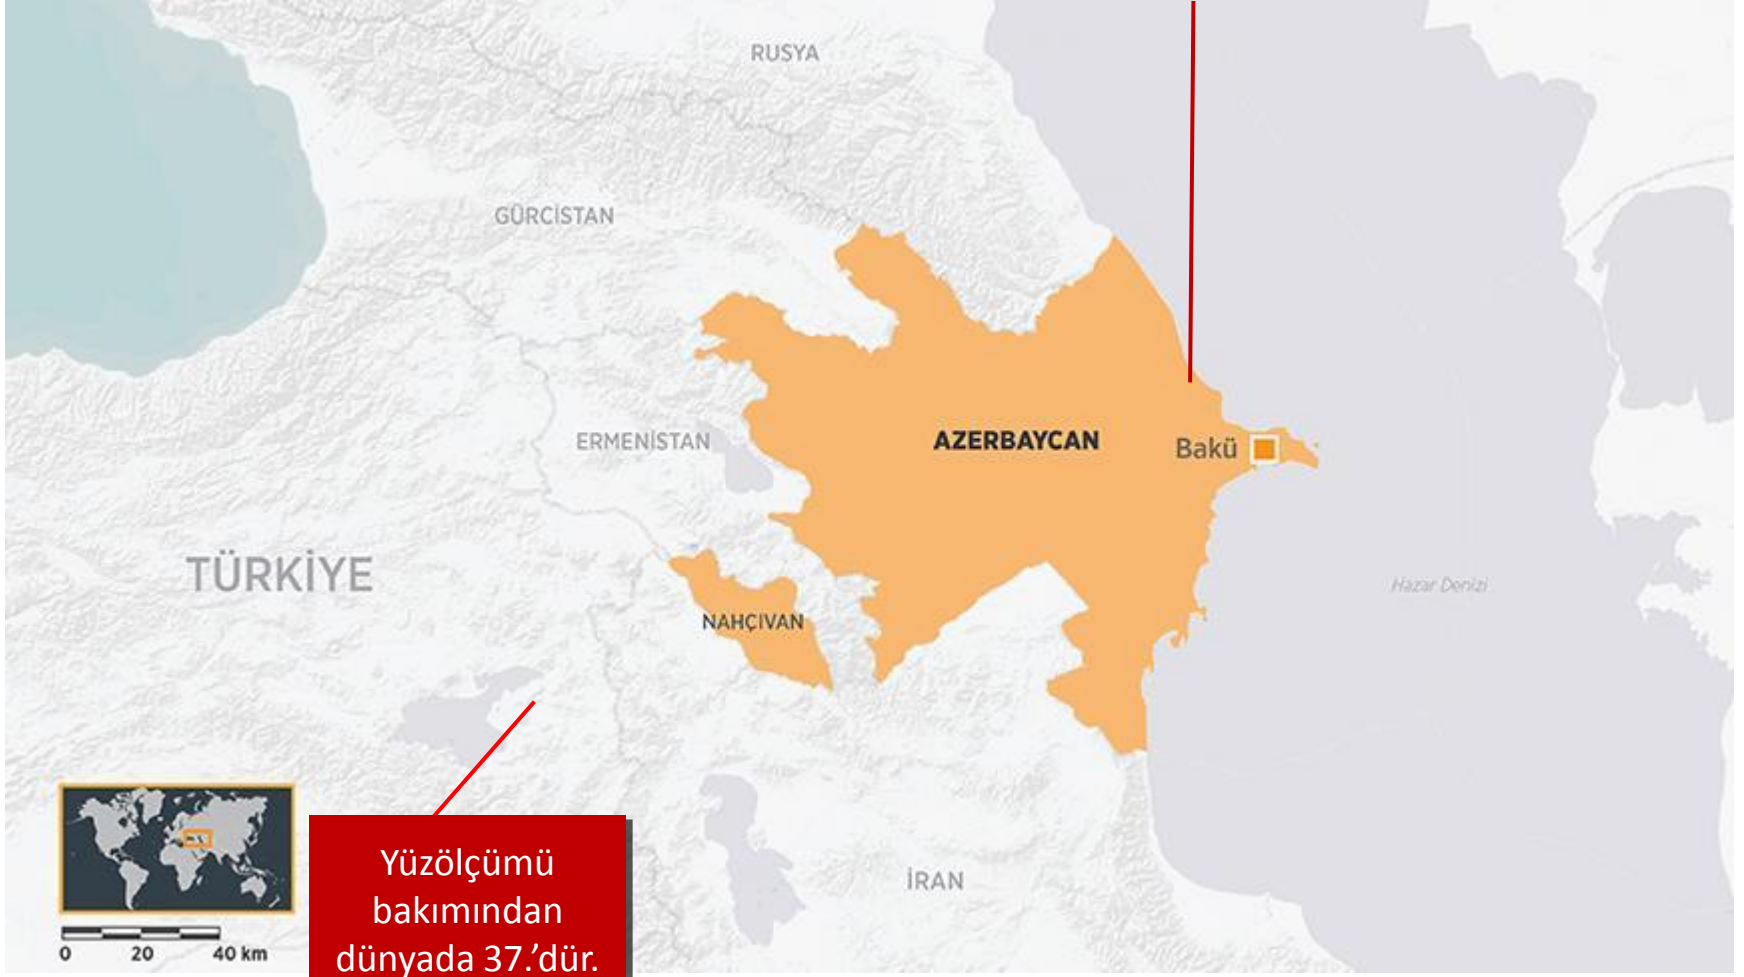 RUSYA
GÜRCİSTAN
ERMENİSTAN
AZERBAYCAN
Bakü
TÜRKİYE
Hazar Denizi
NAHÇIVAN
İRAN
Yüzölçümü
bakımından
dünyada 37.'dür.
0 20 40 km